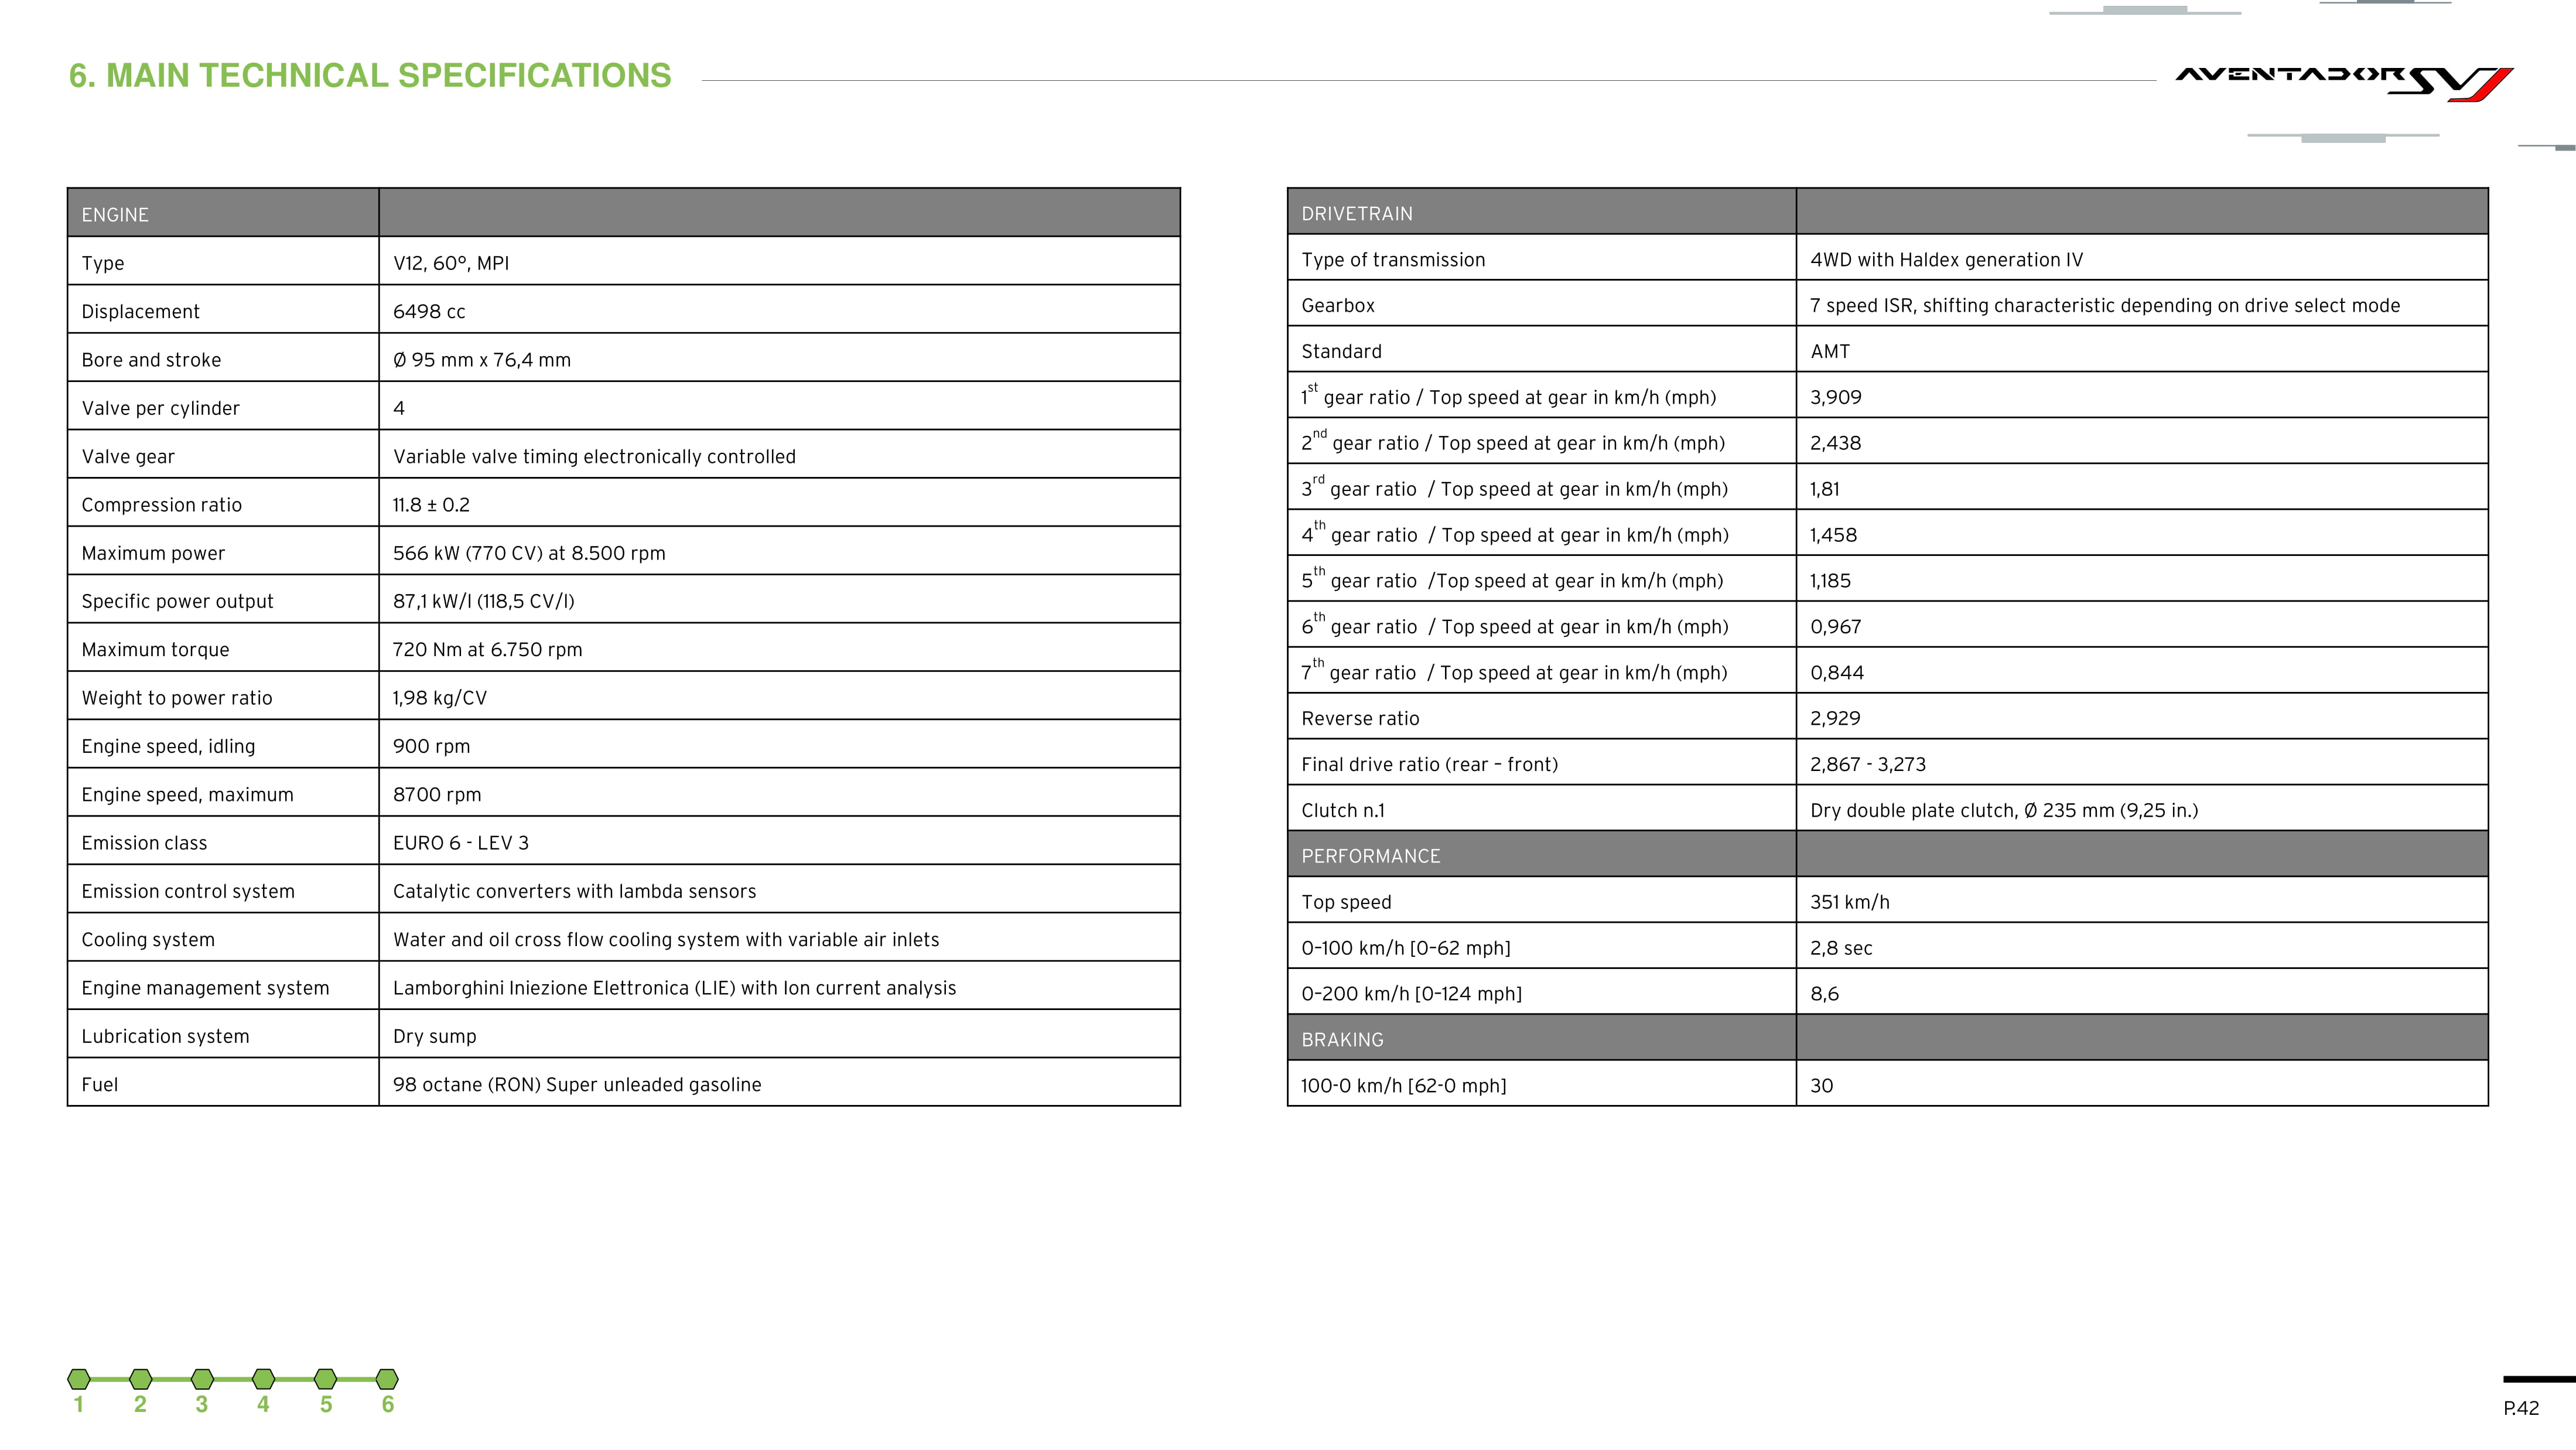 6. MAIN TECHNICAL SPECIFICATIONS
AVENTADOR SVJ
ENGINE
Type V12, 60°, MPI
Displacement 6498 cc
Bore and stroke Ø 95 mm x 76,4 mm
Valve per cylinder 4
Valve gear Variable valve timing electronically controlled
Compression ratio 11.8 ± 0.2
Maximum power 566 kW (770 CV) at 8.500 rpm
Specific power output 87,1 kW/l (118,5 CV/l)
Maximum torque 720 Nm at 6.750 rpm
Weight to power ratio 1,98 kg/CV
Engine speed, idling 900 rpm
Engine speed, maximum 8700 rpm
Emission class EURO 6 - LEV 3
Emission control system Catalytic converters with lambda sensors
Cooling system Water and oil cross flow cooling system with variable air inlets
Engine management system Lamborghini Iniezione Elettronica (LIE) with Ion current analysis
Lubrication system Dry sump
Fuel 98 octane (RON) Super unleaded gasoline
DRIVETRAIN
Type of transmission 4WD with Haldex generation IV
Gearbox 7 speed ISR, shifting characteristic depending on drive select mode
Standard AMT
1st gear ratio / Top speed at gear in km/h (mph) 3,909
2nd gear ratio / Top speed at gear in km/h (mph) 2,438
3rd gear ratio / Top speed at gear in km/h (mph) 1,81
4th gear ratio / Top speed at gear in km/h (mph) 1,458
5th gear ratio /Top speed at gear in km/h (mph) 1,185
6th gear ratio / Top speed at gear in km/h (mph) 0,967
7th gear ratio / Top speed at gear in km/h (mph) 0,844
Reverse ratio 2,929
Final drive ratio (rear – front) 2,867 - 3,273
Clutch n.1 Dry double plate clutch, Ø 235 mm (9,25 in.)
PERFORMANCE
Top speed 351 km/h
0–100 km/h [0–62 mph] 2,8 sec
0–200 km/h [0–124 mph] 8,6
BRAKING
100-0 km/h [62-0 mph] 30
1 2 3 4 5 6
P.42